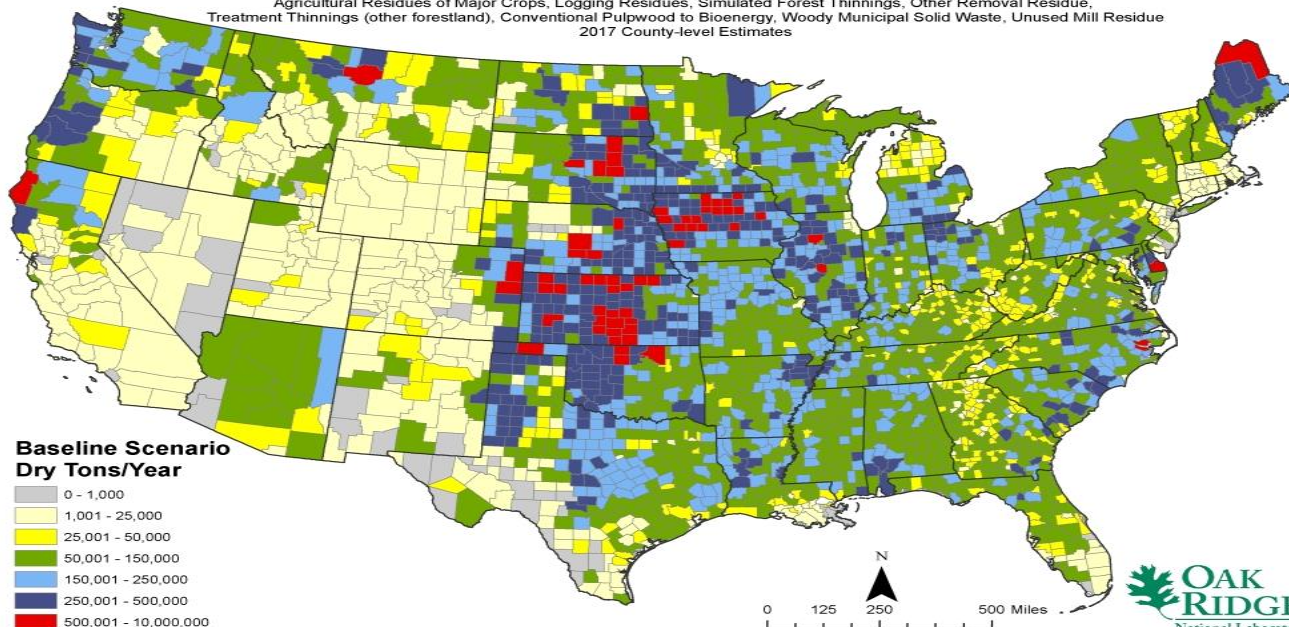 Agricultural Residues of Major Crops, Logging Residues, Simulated Forest Thinnings, Other Removal Residue,
Treatment Thinnings (other forestland), Conventional Pulpwood to Bioenergy, Woody Municipal Solid Waste, Unused Mill Residue
2017 County-level Estimates
Baseline Scenario
Dry Tons/Year
0 - 1,000
1,001 - 25,000
25,001 - 50,000
50,001 - 150,000
150,001 - 250,000
250,001 - 500,000
500,001 - 10,000,000
N
0 125 250 500 Miles
OAK
RIDGE
National Laborato